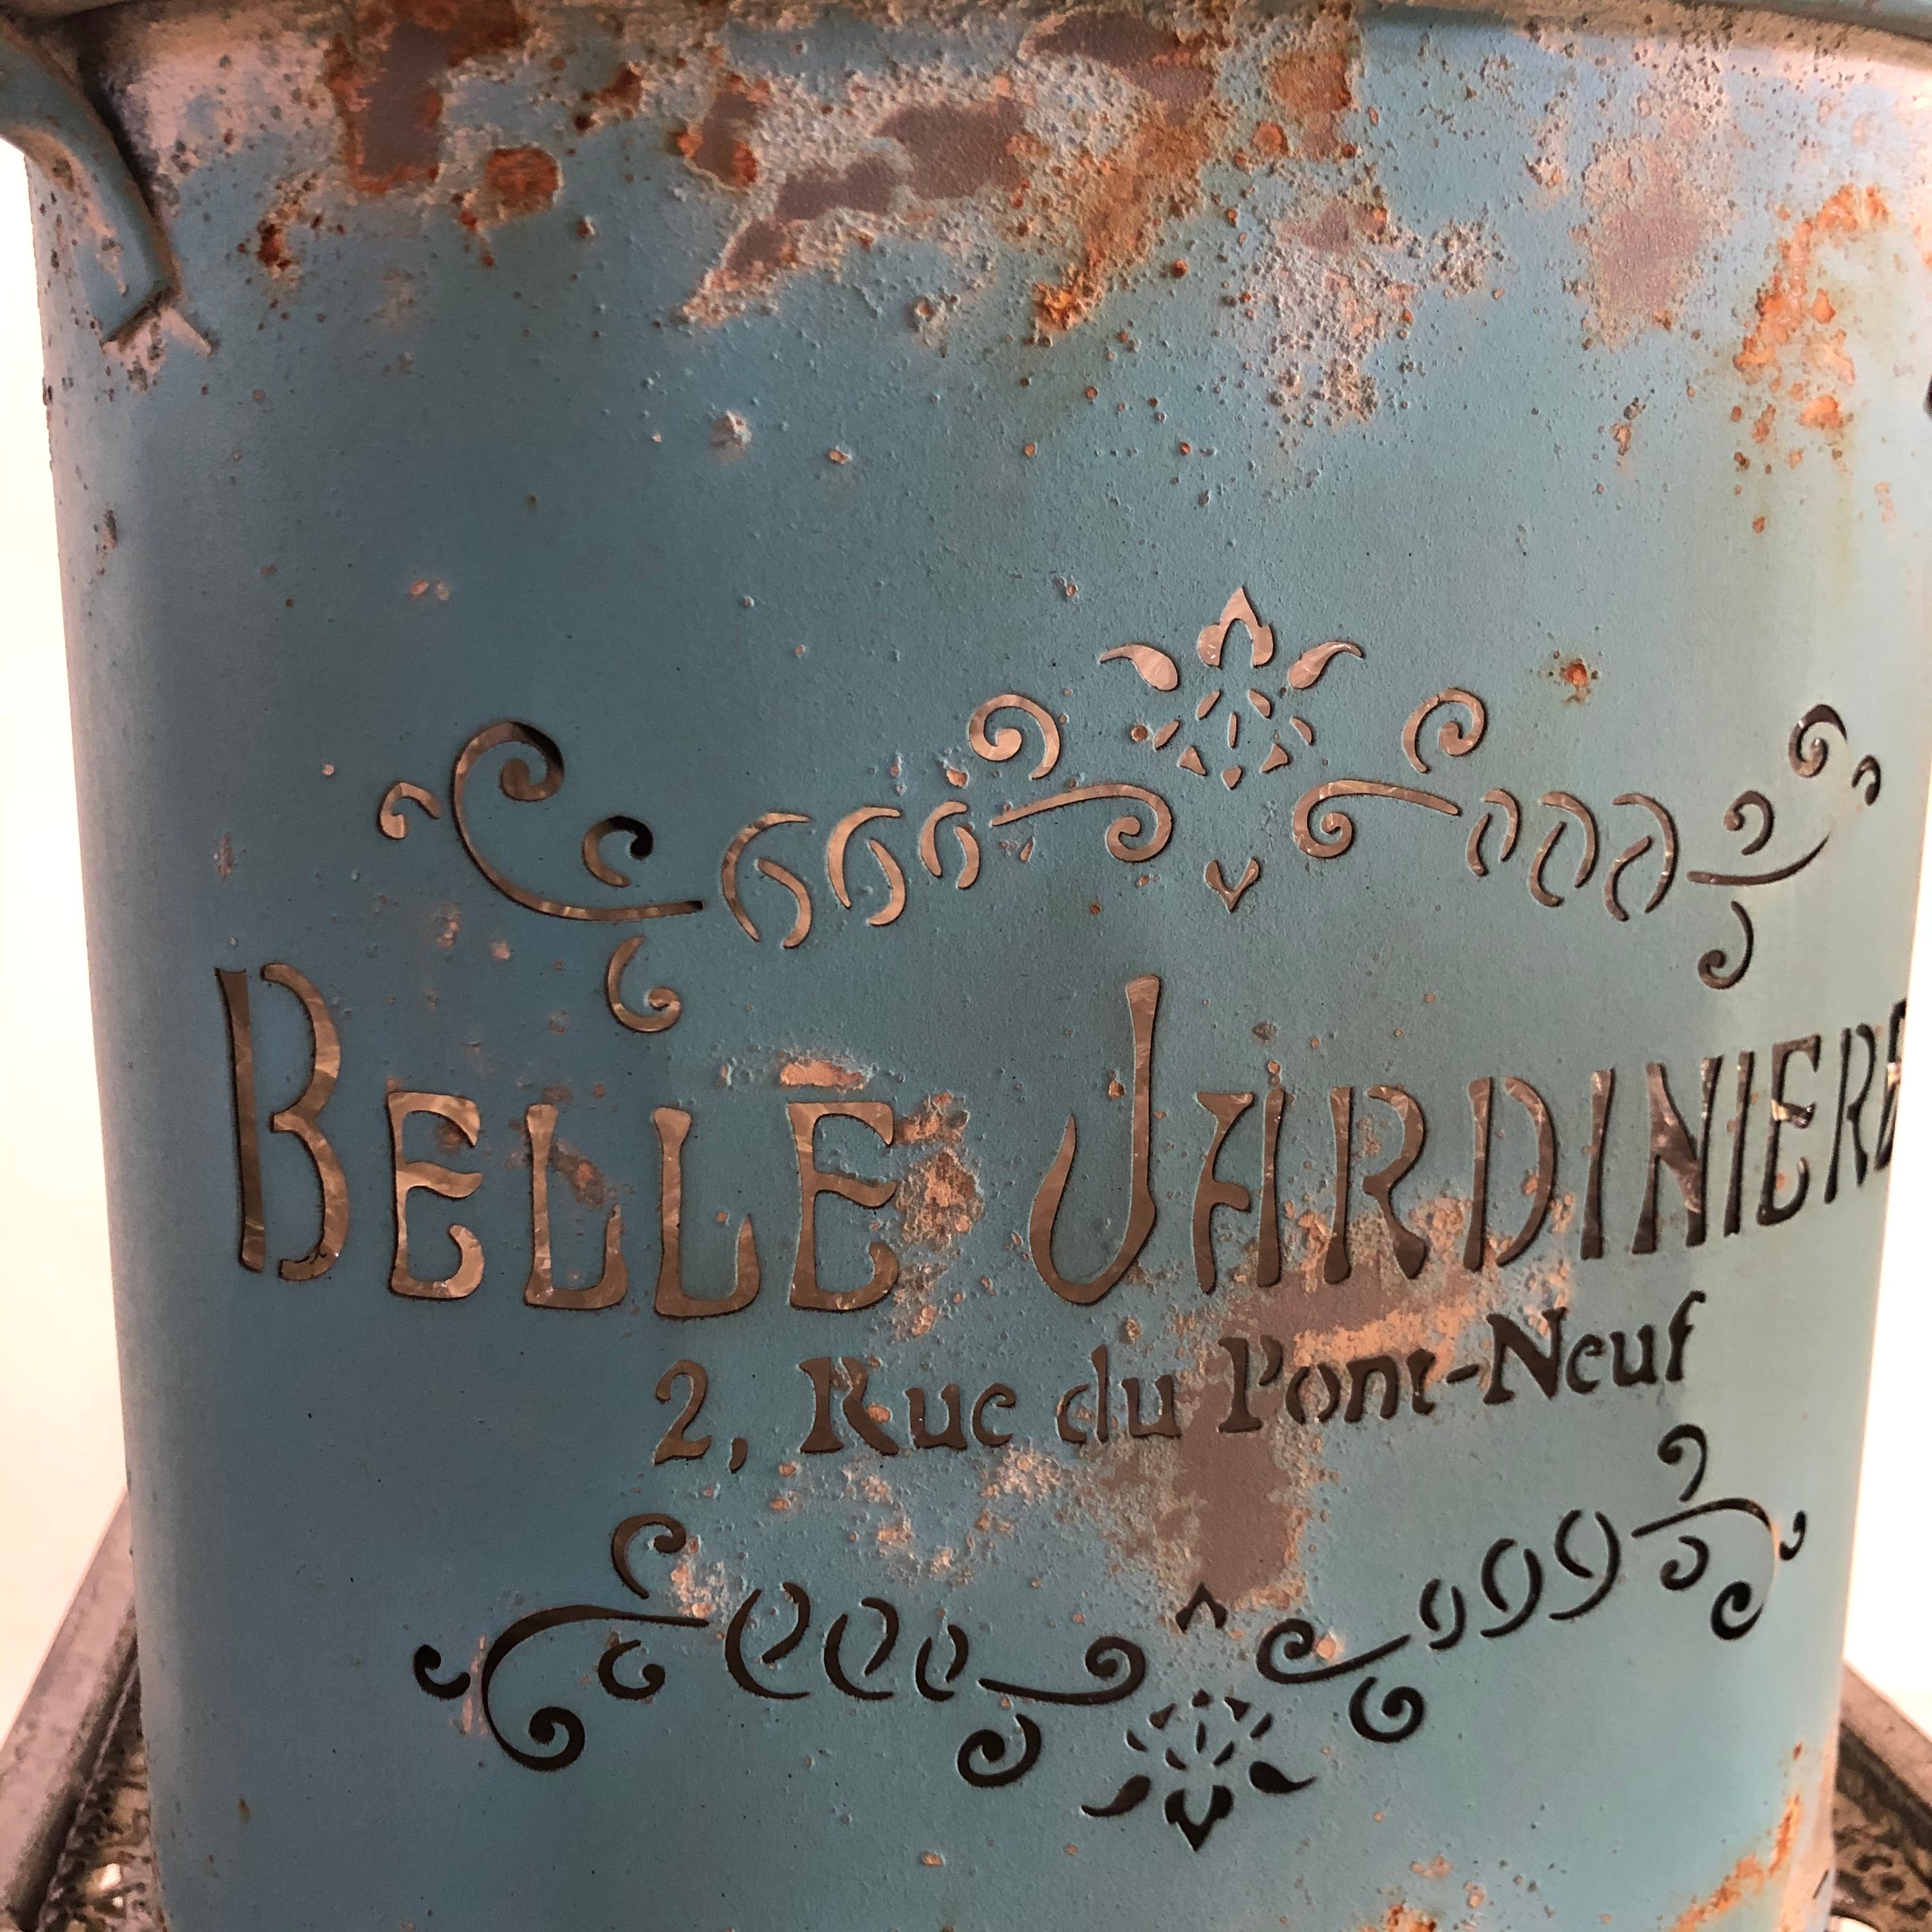 BELLE JARDINIERE
2, Rue du Pont-Neuf